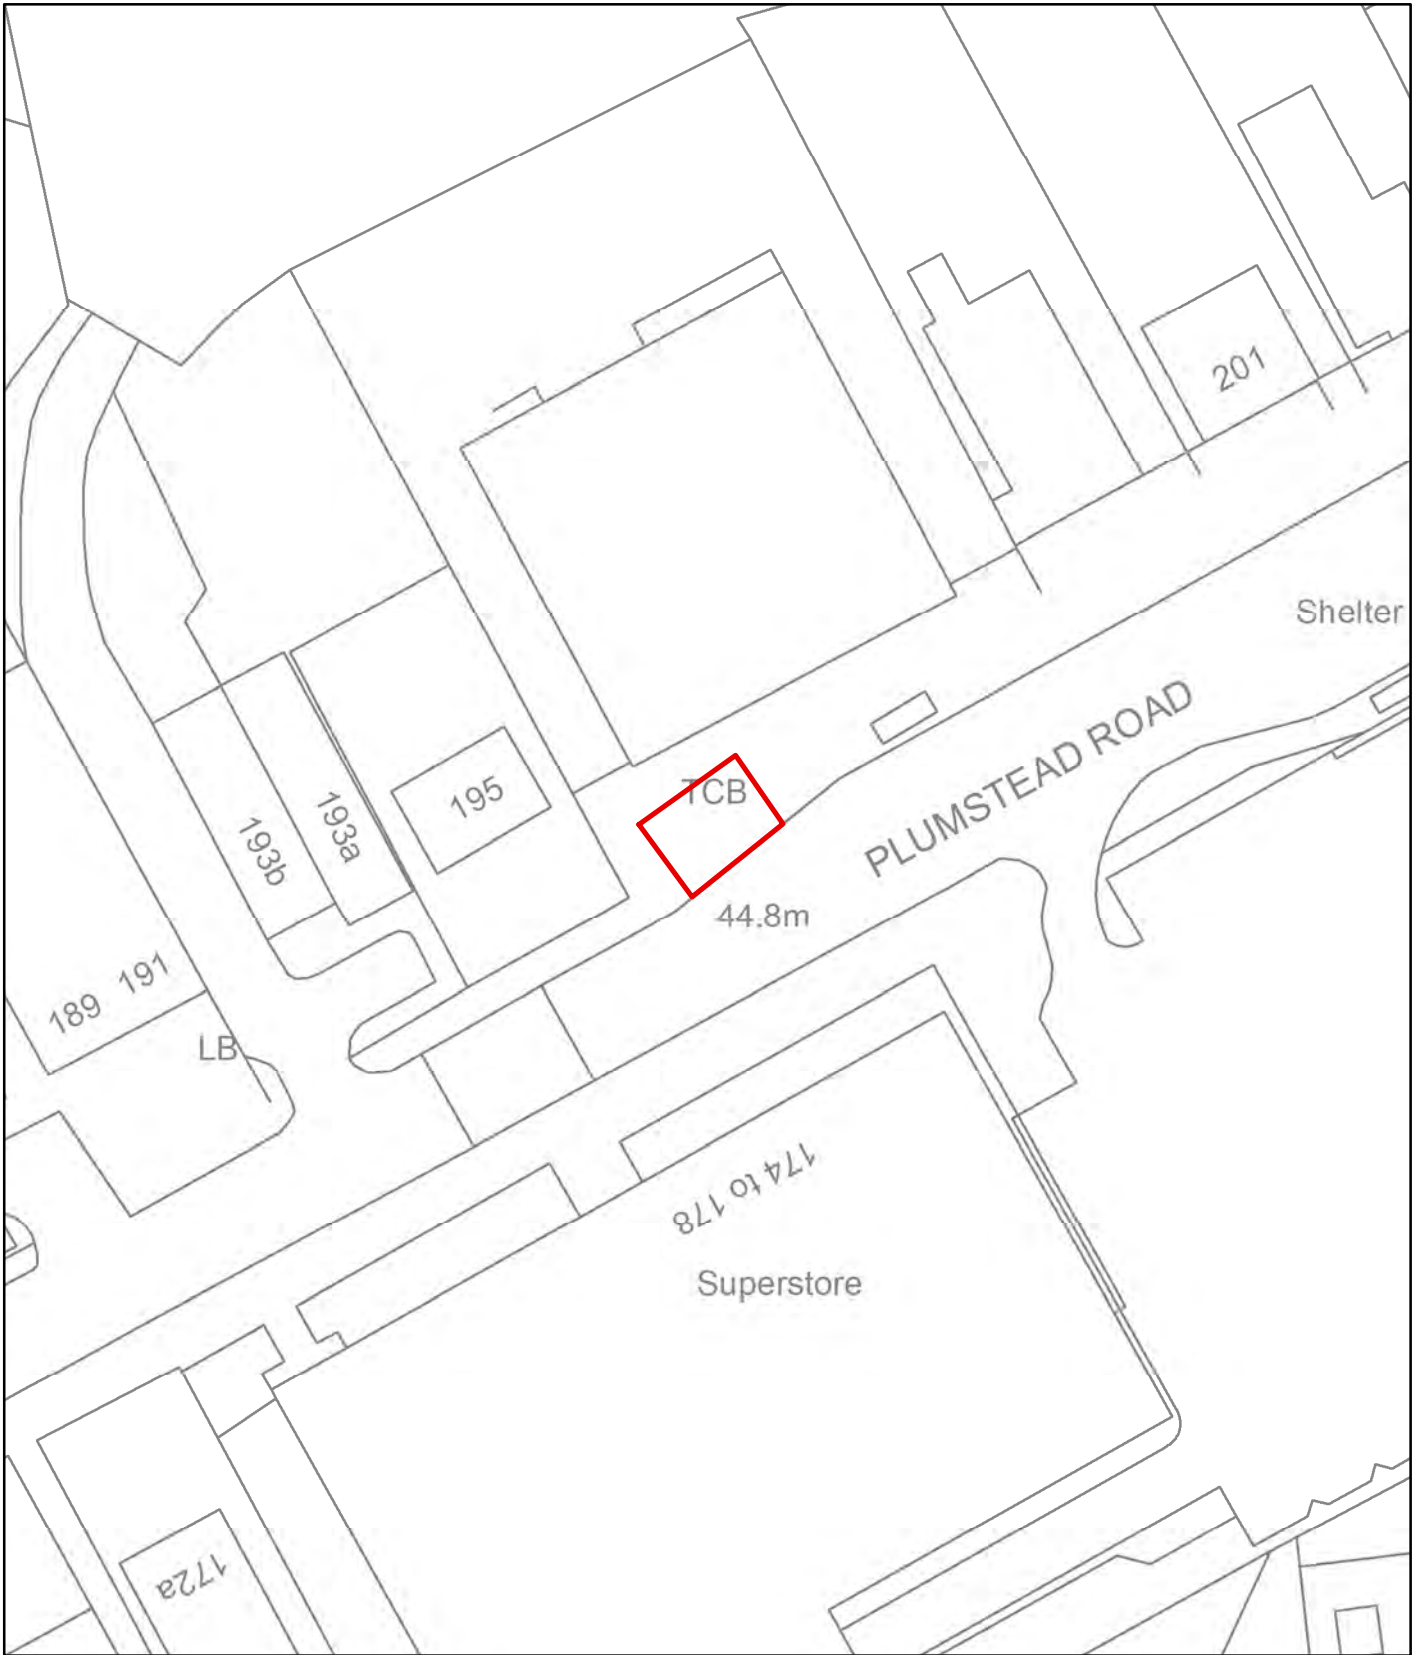 201
Shelter
PLUMSTEAD ROAD
TCB
195
193a
193b
44.8m
191
189
LB
174 to 178
Superstore
172a